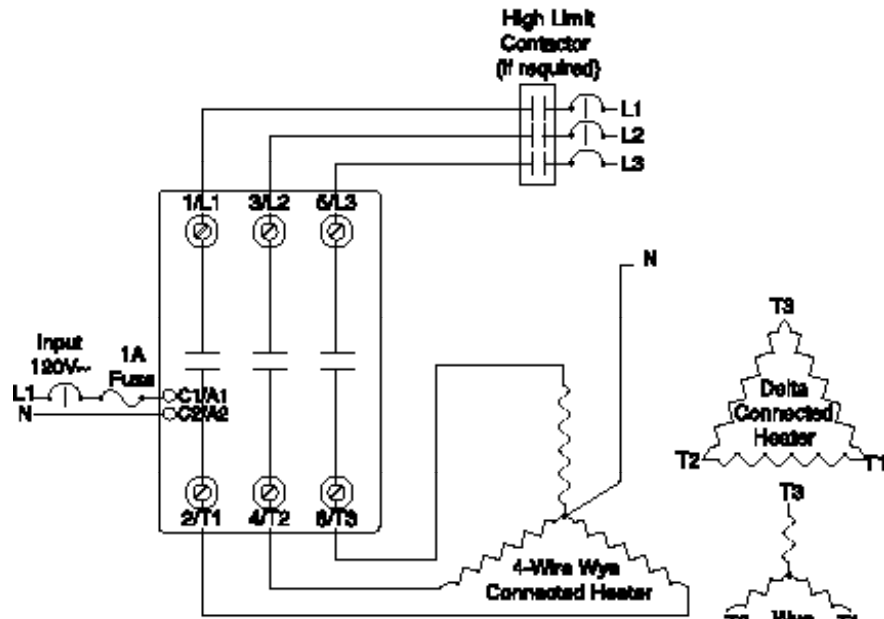 High Limit
Contactor
(if required)
L1
L2
L3
1/L1 3/L2 5/L3
N
T3
Input
120V~
1A
Fuse
L1
N
C1/A1
C2/A2
Delta
Connected
Heater
T2
T1
2/T1 4/T2 6/T3
4-Wire Wye
Connected Heater
T3
Wye